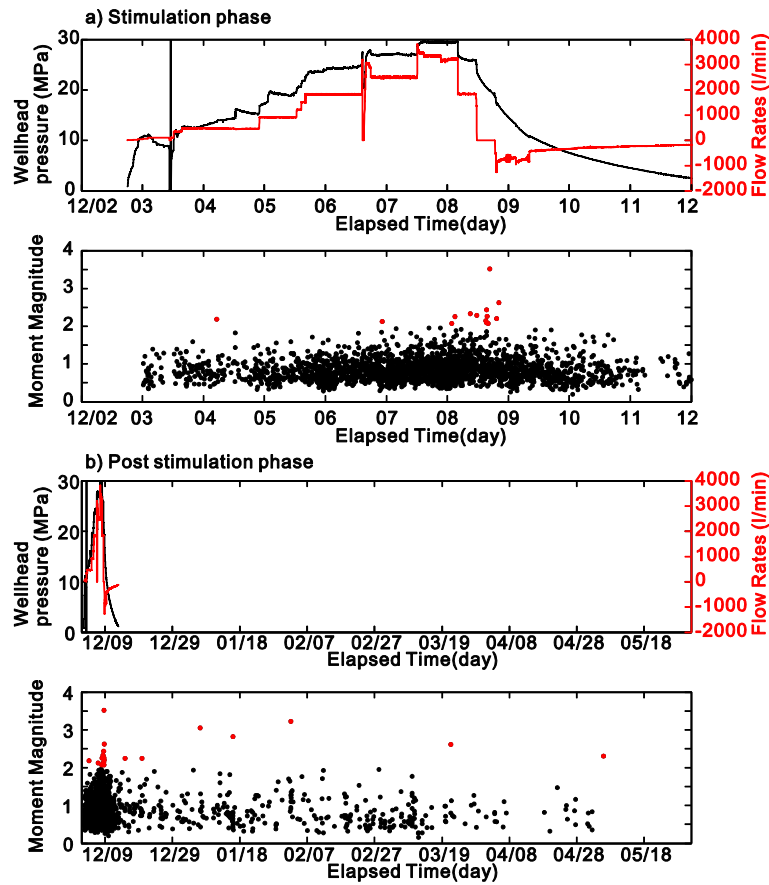 a) Stimulation phase
30
20
10
0
Wellhead
pressure (MPa)
4000
3000
2000
1000
0
-1000
-2000
Flow Rates (l/min)
12/02 03 04 05 06 07 08 09 10 11 12
Elapsed Time(day)
4
3
2
1
0
Moment Magnitude
12/02 03 04 05 06 07 08 09 10 11 12
Elapsed Time(day)
b) Post stimulation phase
30
20
10
0
Wellhead
pressure (MPa)
4000
3000
2000
1000
0
-1000
-2000
Flow Rates (l/min)
12/09 12/29 01/18 02/07 02/27 03/19 04/08 04/28 05/18
Elapsed Time(day)
4
3
2
1
0
Moment Magnitude
12/09 12/29 01/18 02/07 02/27 03/19 04/08 04/28 05/18
Elapsed Time(day)